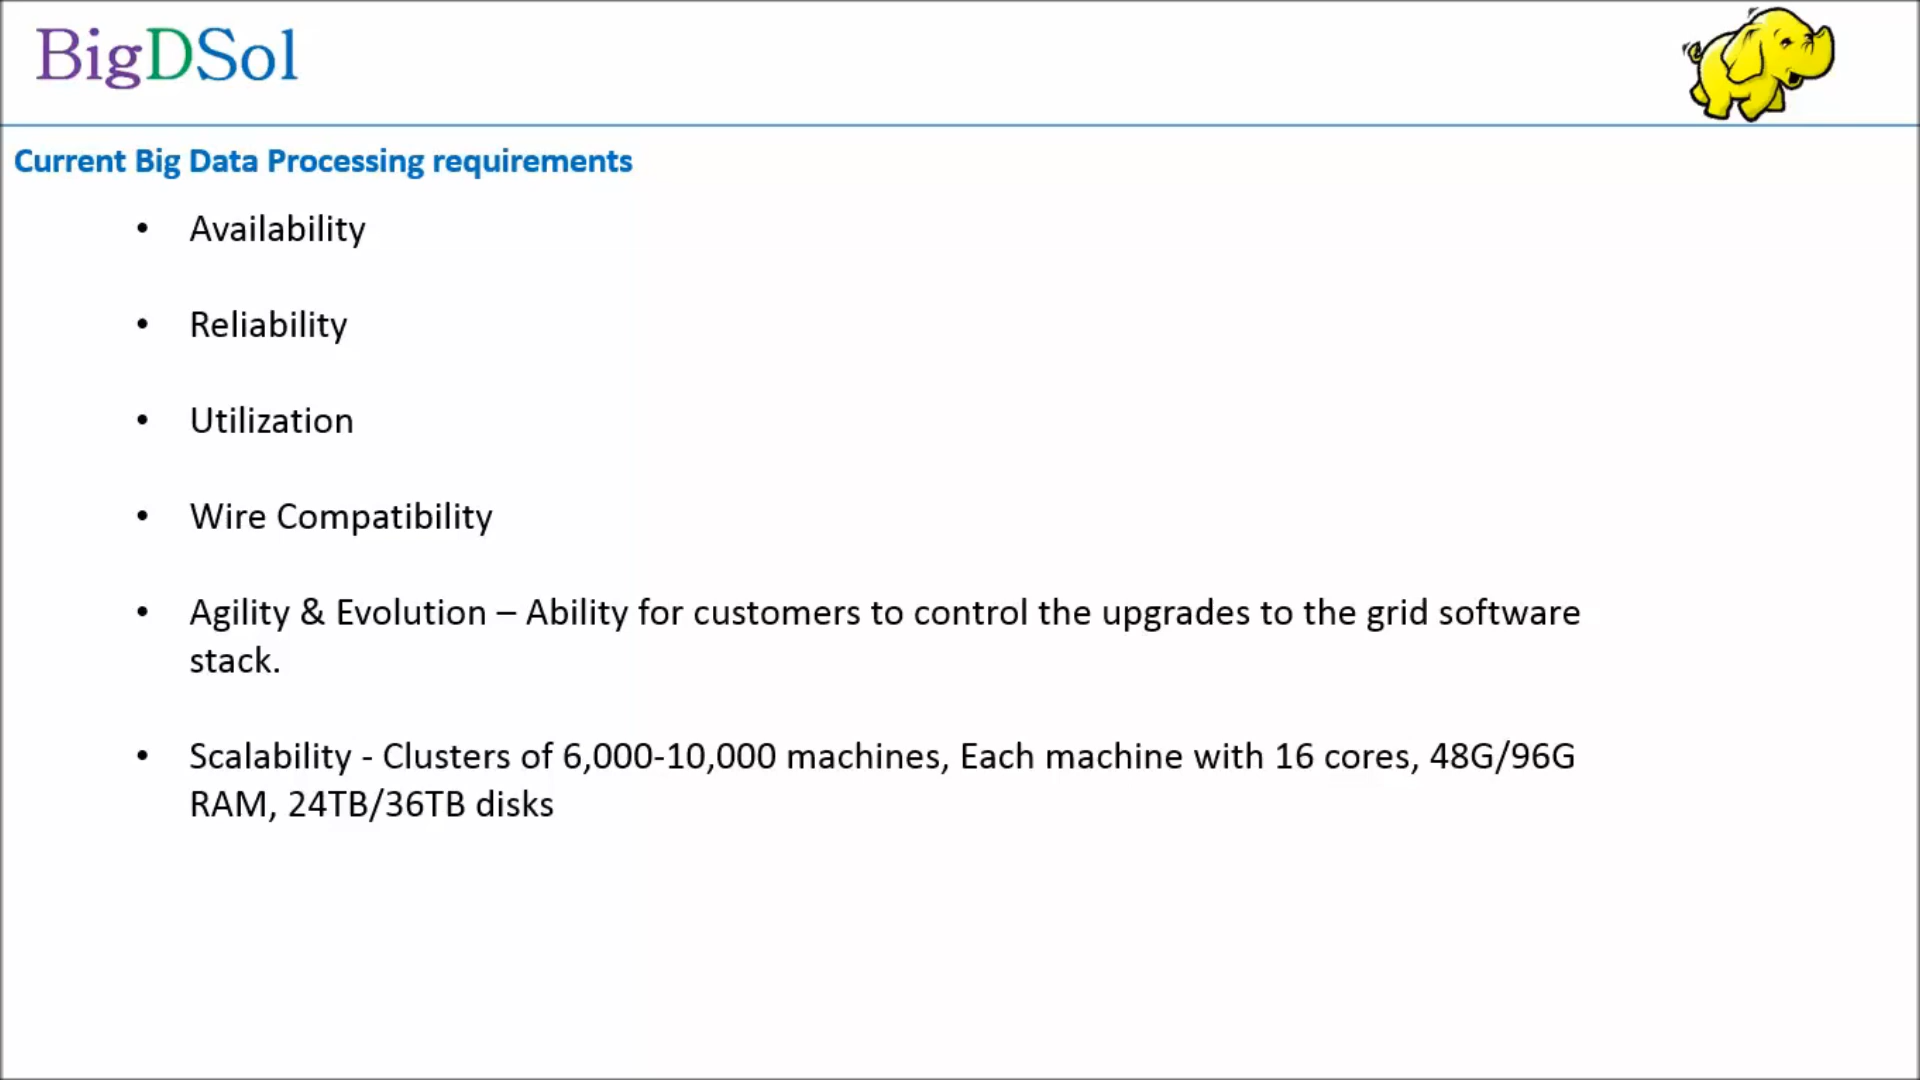 BigDSol
Current Big Data Processing requirements
• Availability
• Reliability
• Utilization
• Wire Compatibility
• Agility & Evolution – Ability for customers to control the upgrades to the grid software
stack.
• Scalability - Clusters of 6,000-10,000 machines, Each machine with 16 cores, 48G/96G
RAM, 24TB/36TB disks